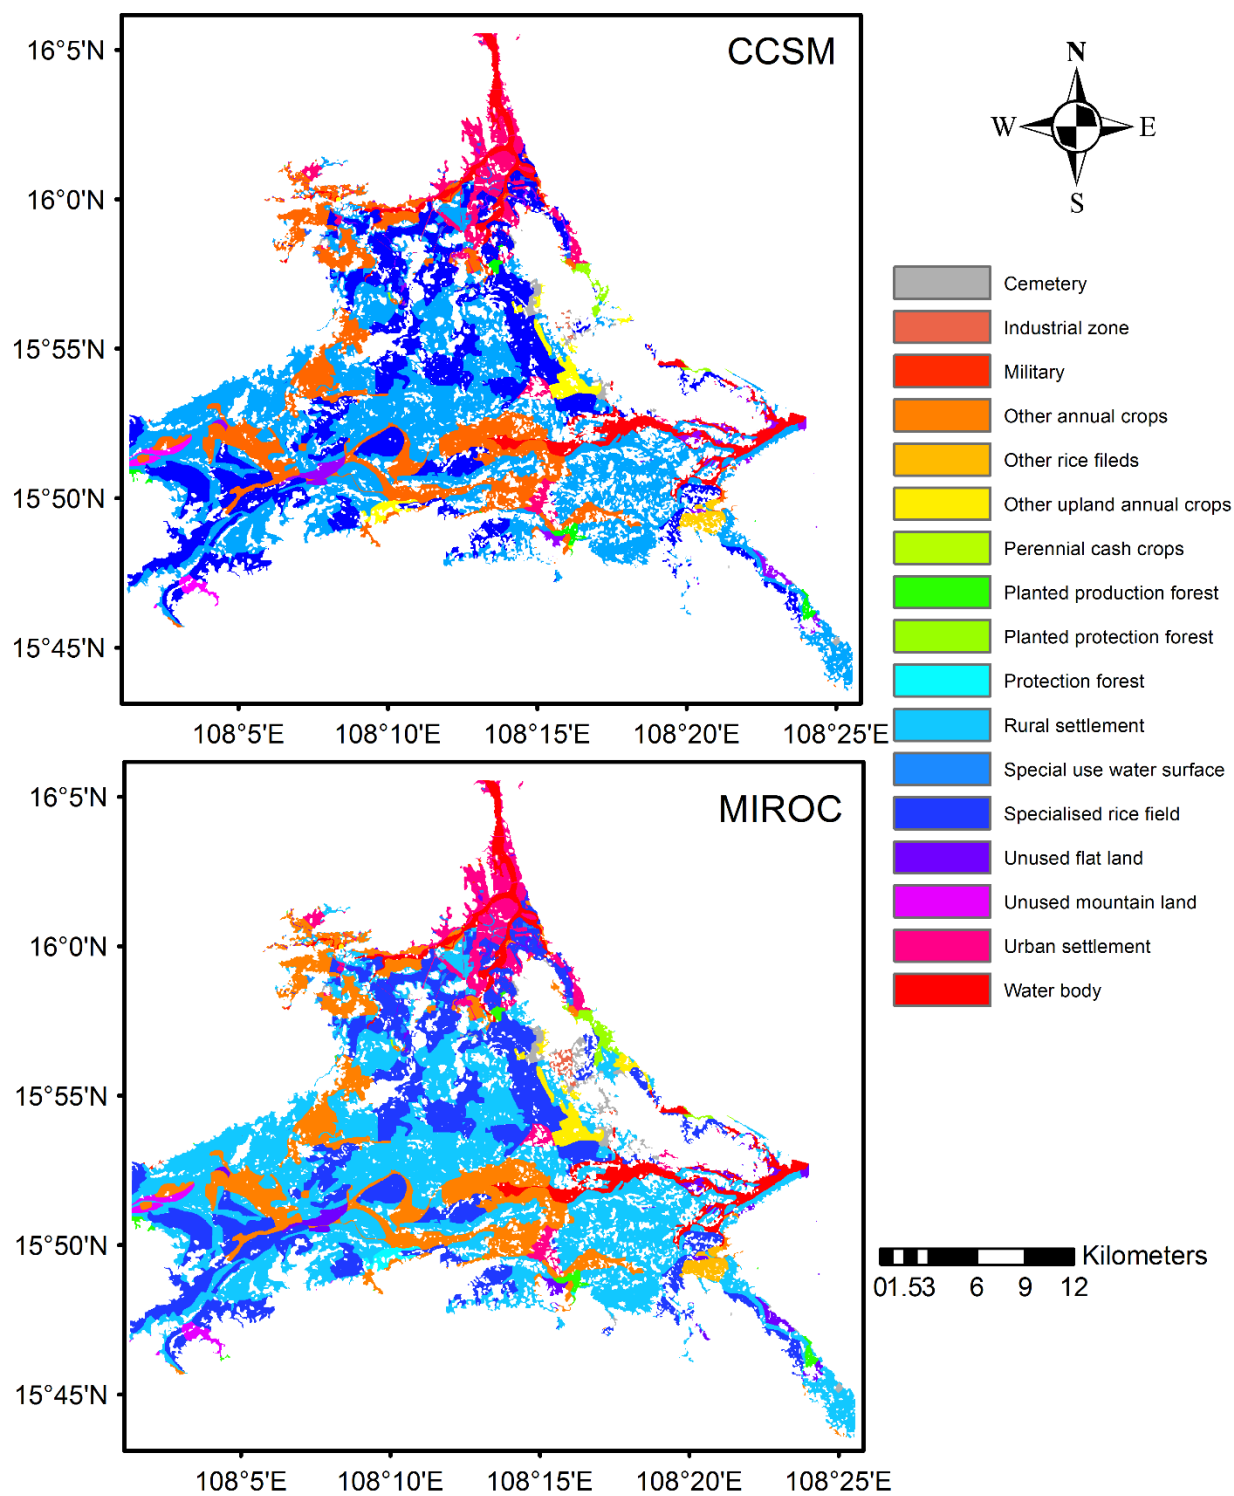 CCSM
16°5'N
16°0'N
15°55'N
15°50'N
15°45'N
108°5'E
108°10'E
108°15'E
108°20'E
108°25'E
N
W
E
S
Cemetery
Industrial zone
Military
Other annual crops
Other rice fileds
Other upland annual crops
Perennial cash crops
Planted production forest
Planted protection forest
Protection forest
Rural settlement
Special use water surface
Specialised rice field
Unused flat land
Unused mountain land
Urban settlement
Water body
MIROC
16°5'N
16°0'N
15°55'N
15°50'N
15°45'N
108°5'E
108°10'E
108°15'E
108°20'E
108°25'E
Kilometers
01.53 6 9 12